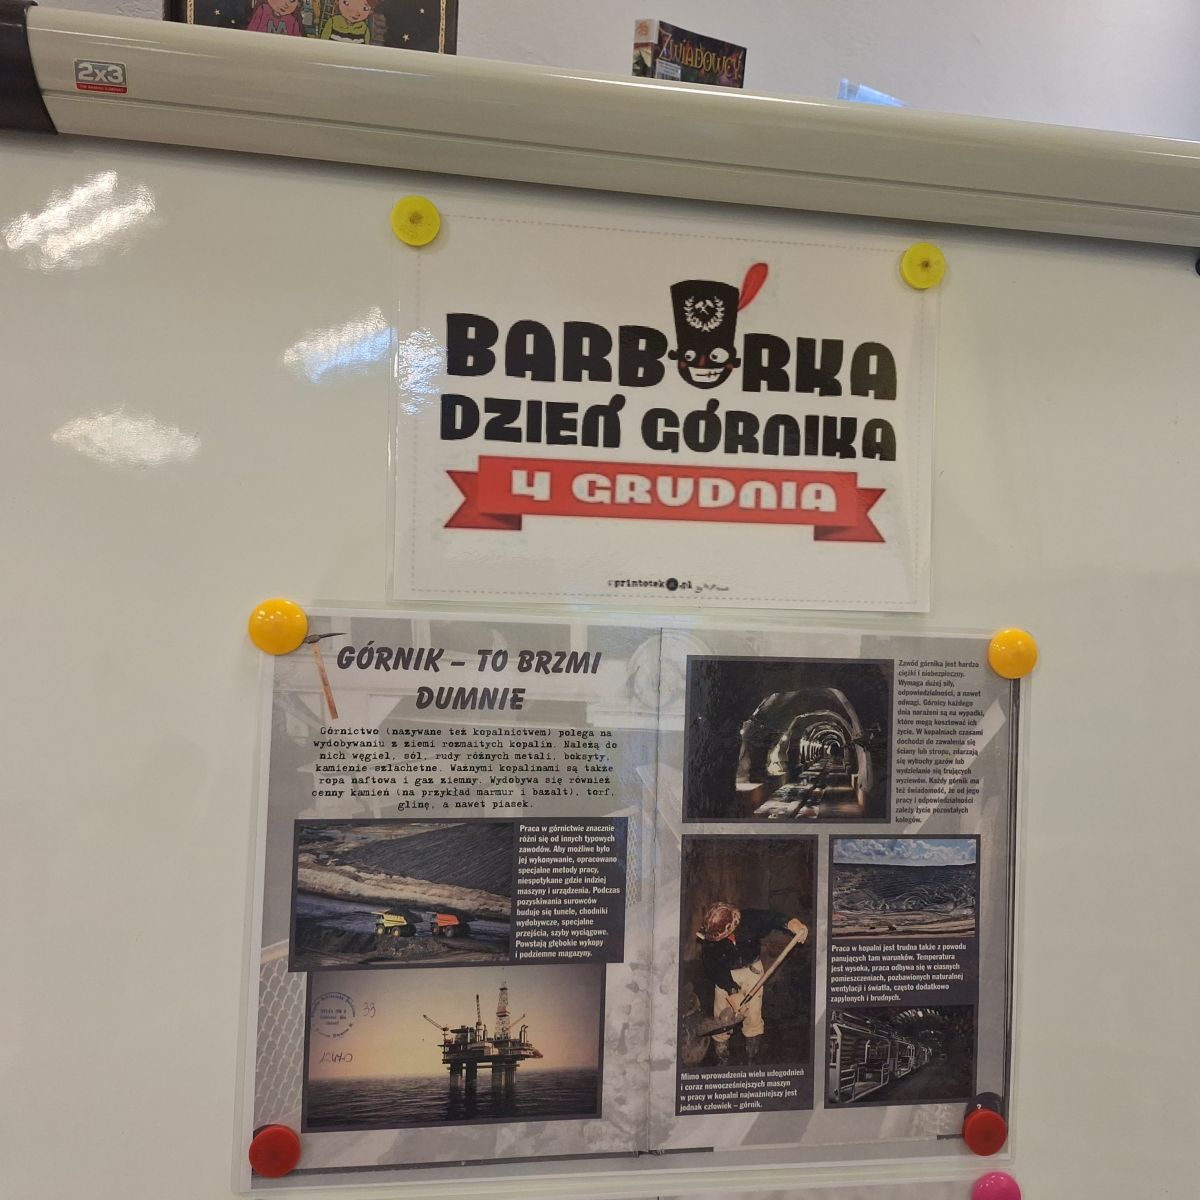 2x3
ZWIADOWCY
BARBÓRKA
DZIEŃ GÓRNIKA
4 GRUDNIA
printoteka.pl
GÓRNIK – TO BRZMI
DUMNIE
Górnictwo (nazywane też kopalnictwem) polega na
wydobywaniu z ziemi rozmaitych kopalin. Należą do
nich węgiel, sól, rudy różnych metali, boksyty,
kamienie szlachetne. Ważnymi kopalinami są także
ropa naftowa i gaz ziemny. Wydobywa się również
cenny kamień (na przykład marmur i bazalt), torf,
glinę, a nawet piasek.
Praca w górnictwie znacznie
różni się od innych typowych
zawodów. Aby możliwe było
jej wykonywanie, opracowano
specjalne metody pracy,
niespotykane gdzie indziej
maszyny i urządzenia. Podczas
pozyskiwania surowców
buduje się tunele, chodniki
wydobywcze, specjalne
przejścia, szyby wyciągowe.
Powstają głębokie wykopy
i podziemne magazyny.
33
12470
Zawód górnika jest bardzo
ciężki i niebezpieczny.
Wymaga dużej siły,
odpowiedzialności, a nawet
odwagi. Górnicy każdego
dnia narażeni są na wypadki,
które mogą kosztować ich
życie. W kopalniach czasami
dochodzi do zawalenia się
ściany lub stropu, zdarzają
się wybuchy gazów lub
wydzielanie się trujących
wyziewów. Każdy górnik ma
też świadomość, że od jego
pracy i odpowiedzialności
zależy życie pozostałych
kolegów.
Praca w kopalni jest trudna także z powodu
panujących tam warunków. Temperatura
jest wysoka, praca odbywa się w ciasnych
pomieszczeniach, pozbawionych naturalnej
wentylacji i światła, często dodatkowo
zapylonych i brudnych.
Mimo wprowadzenia wielu udogodnień
i coraz nowocześniejszych maszyn
w pracy w kopalni najważniejszy jest
jednak człowiek – górnik.